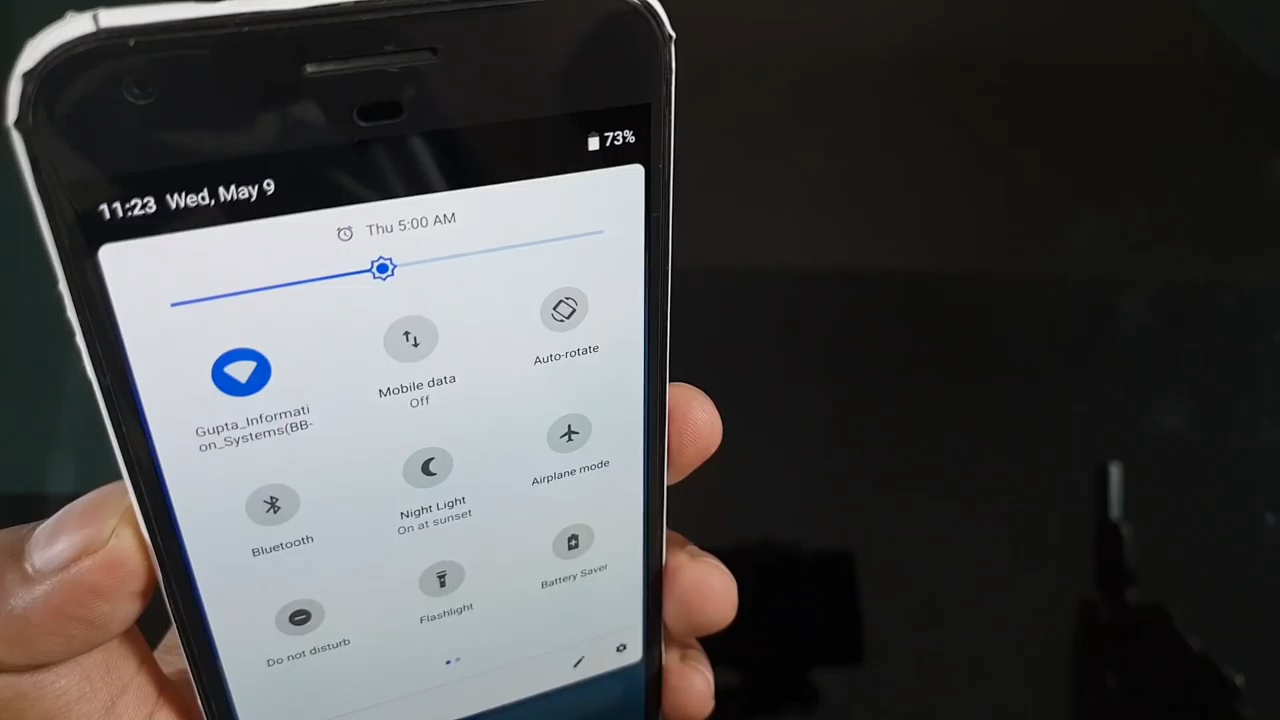 11:23 Wed, May 9
73%
Thu 5:00 AM
Gupta_Informati
on_Systems(BB-
Mobile data
Off
Auto-rotate
Bluetooth
Night Light
On at sunset
Airplane mode
Do not disturb
Flashlight
Battery Saver